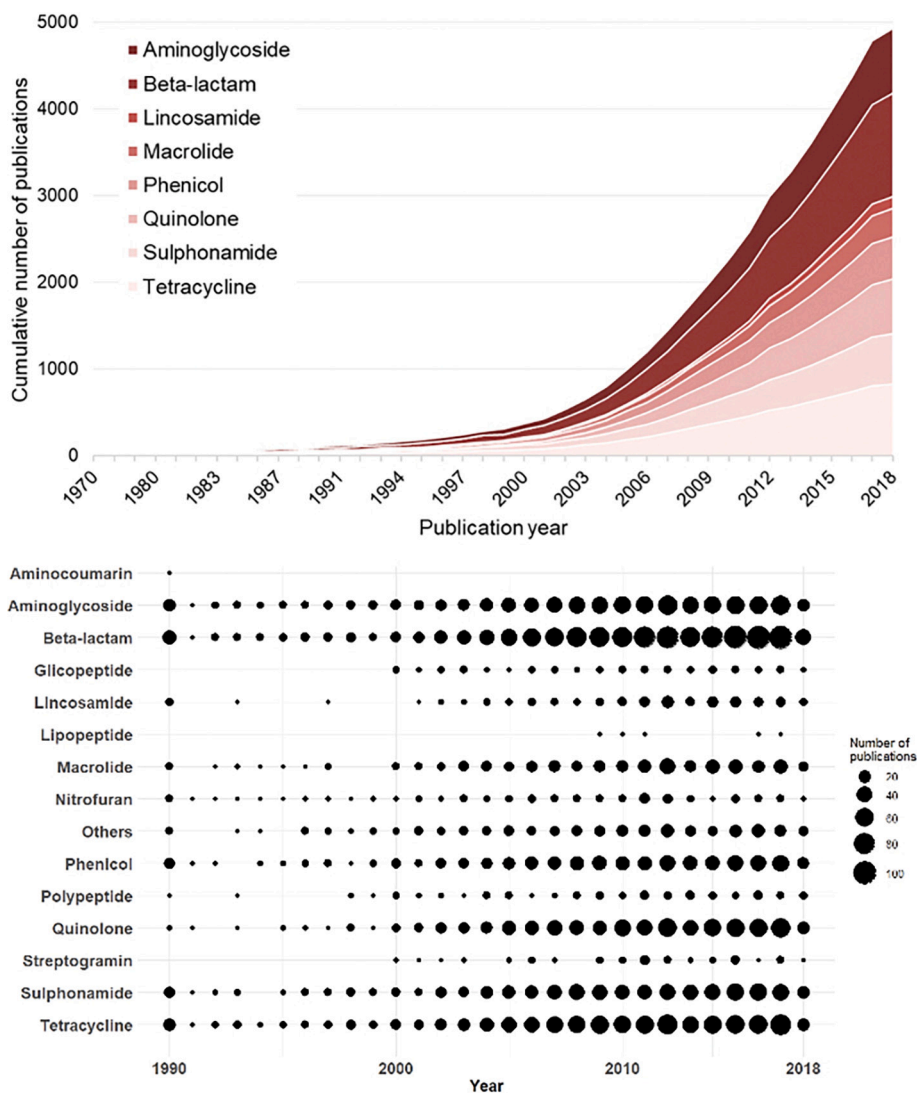 5000
4000
3000
2000
1000
0
Cumulative number of publications
Aminoglycoside
Beta-lactam
Lincosamide
Macrolide
Phenicol
Quinolone
Sulphonamide
Tetracycline
1970 1980 1983 1987 1991 1994 1997 2000 2003 2006 2009 2012 2015 2018
Publication year
Aminocoumarin
Aminoglycoside
Beta-lactam
Glicopeptide
Lincosamide
Lipopeptide
Macrolide
Nitrofuran
Others
Phenicol
Polypeptide
Quinolone
Streptogramin
Sulphonamide
Tetracycline
1990 2000 2010 2018
Year
Number of
publications
20
40
60
80
100